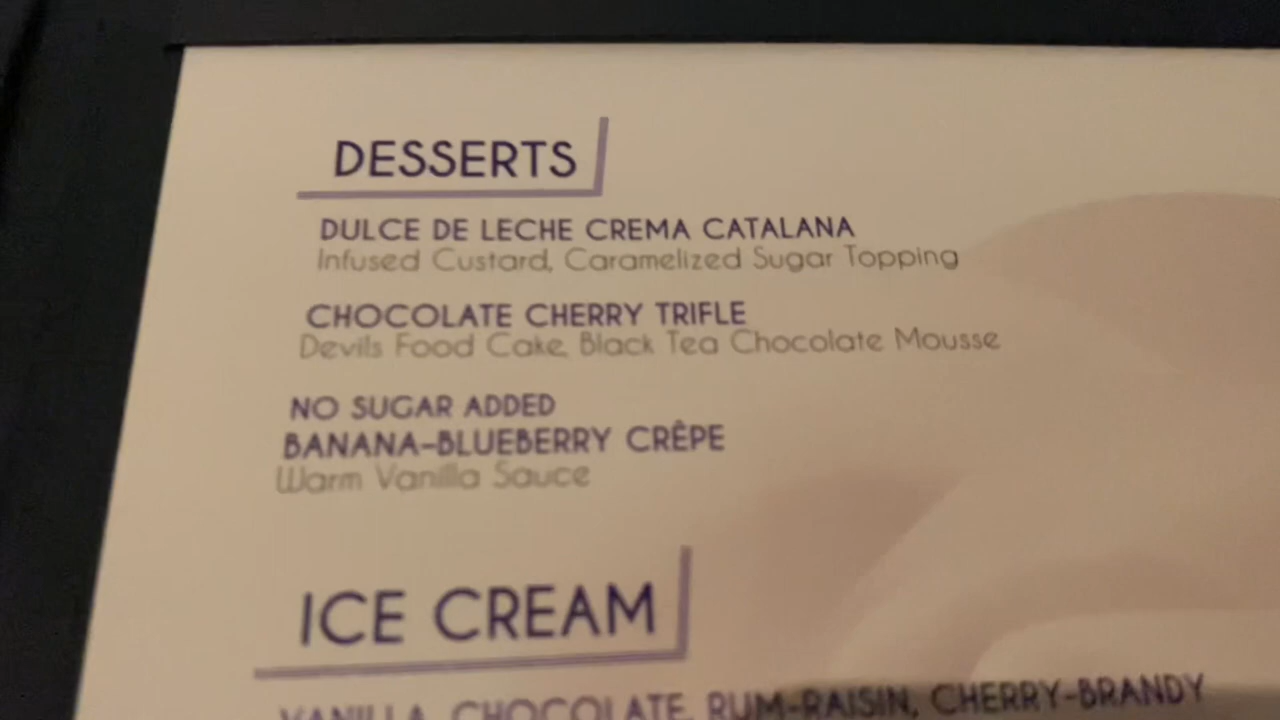 DESSERTS
DULCE DE LECHE CREMA CATALANA
Infused Custard, Caramelized Sugar Topping
CHOCOLATE CHERRY TRIFLE
Devils Food Cake, Black Tea Chocolate Mousse
NO SUGAR ADDED
BANANA-BLUEBERRY CRÊPE
Warm Vanilla Sauce
ICE CREAM
VANILLA, CHOCOLATE, RUM-RAISIN, CHERRY-BRANDY